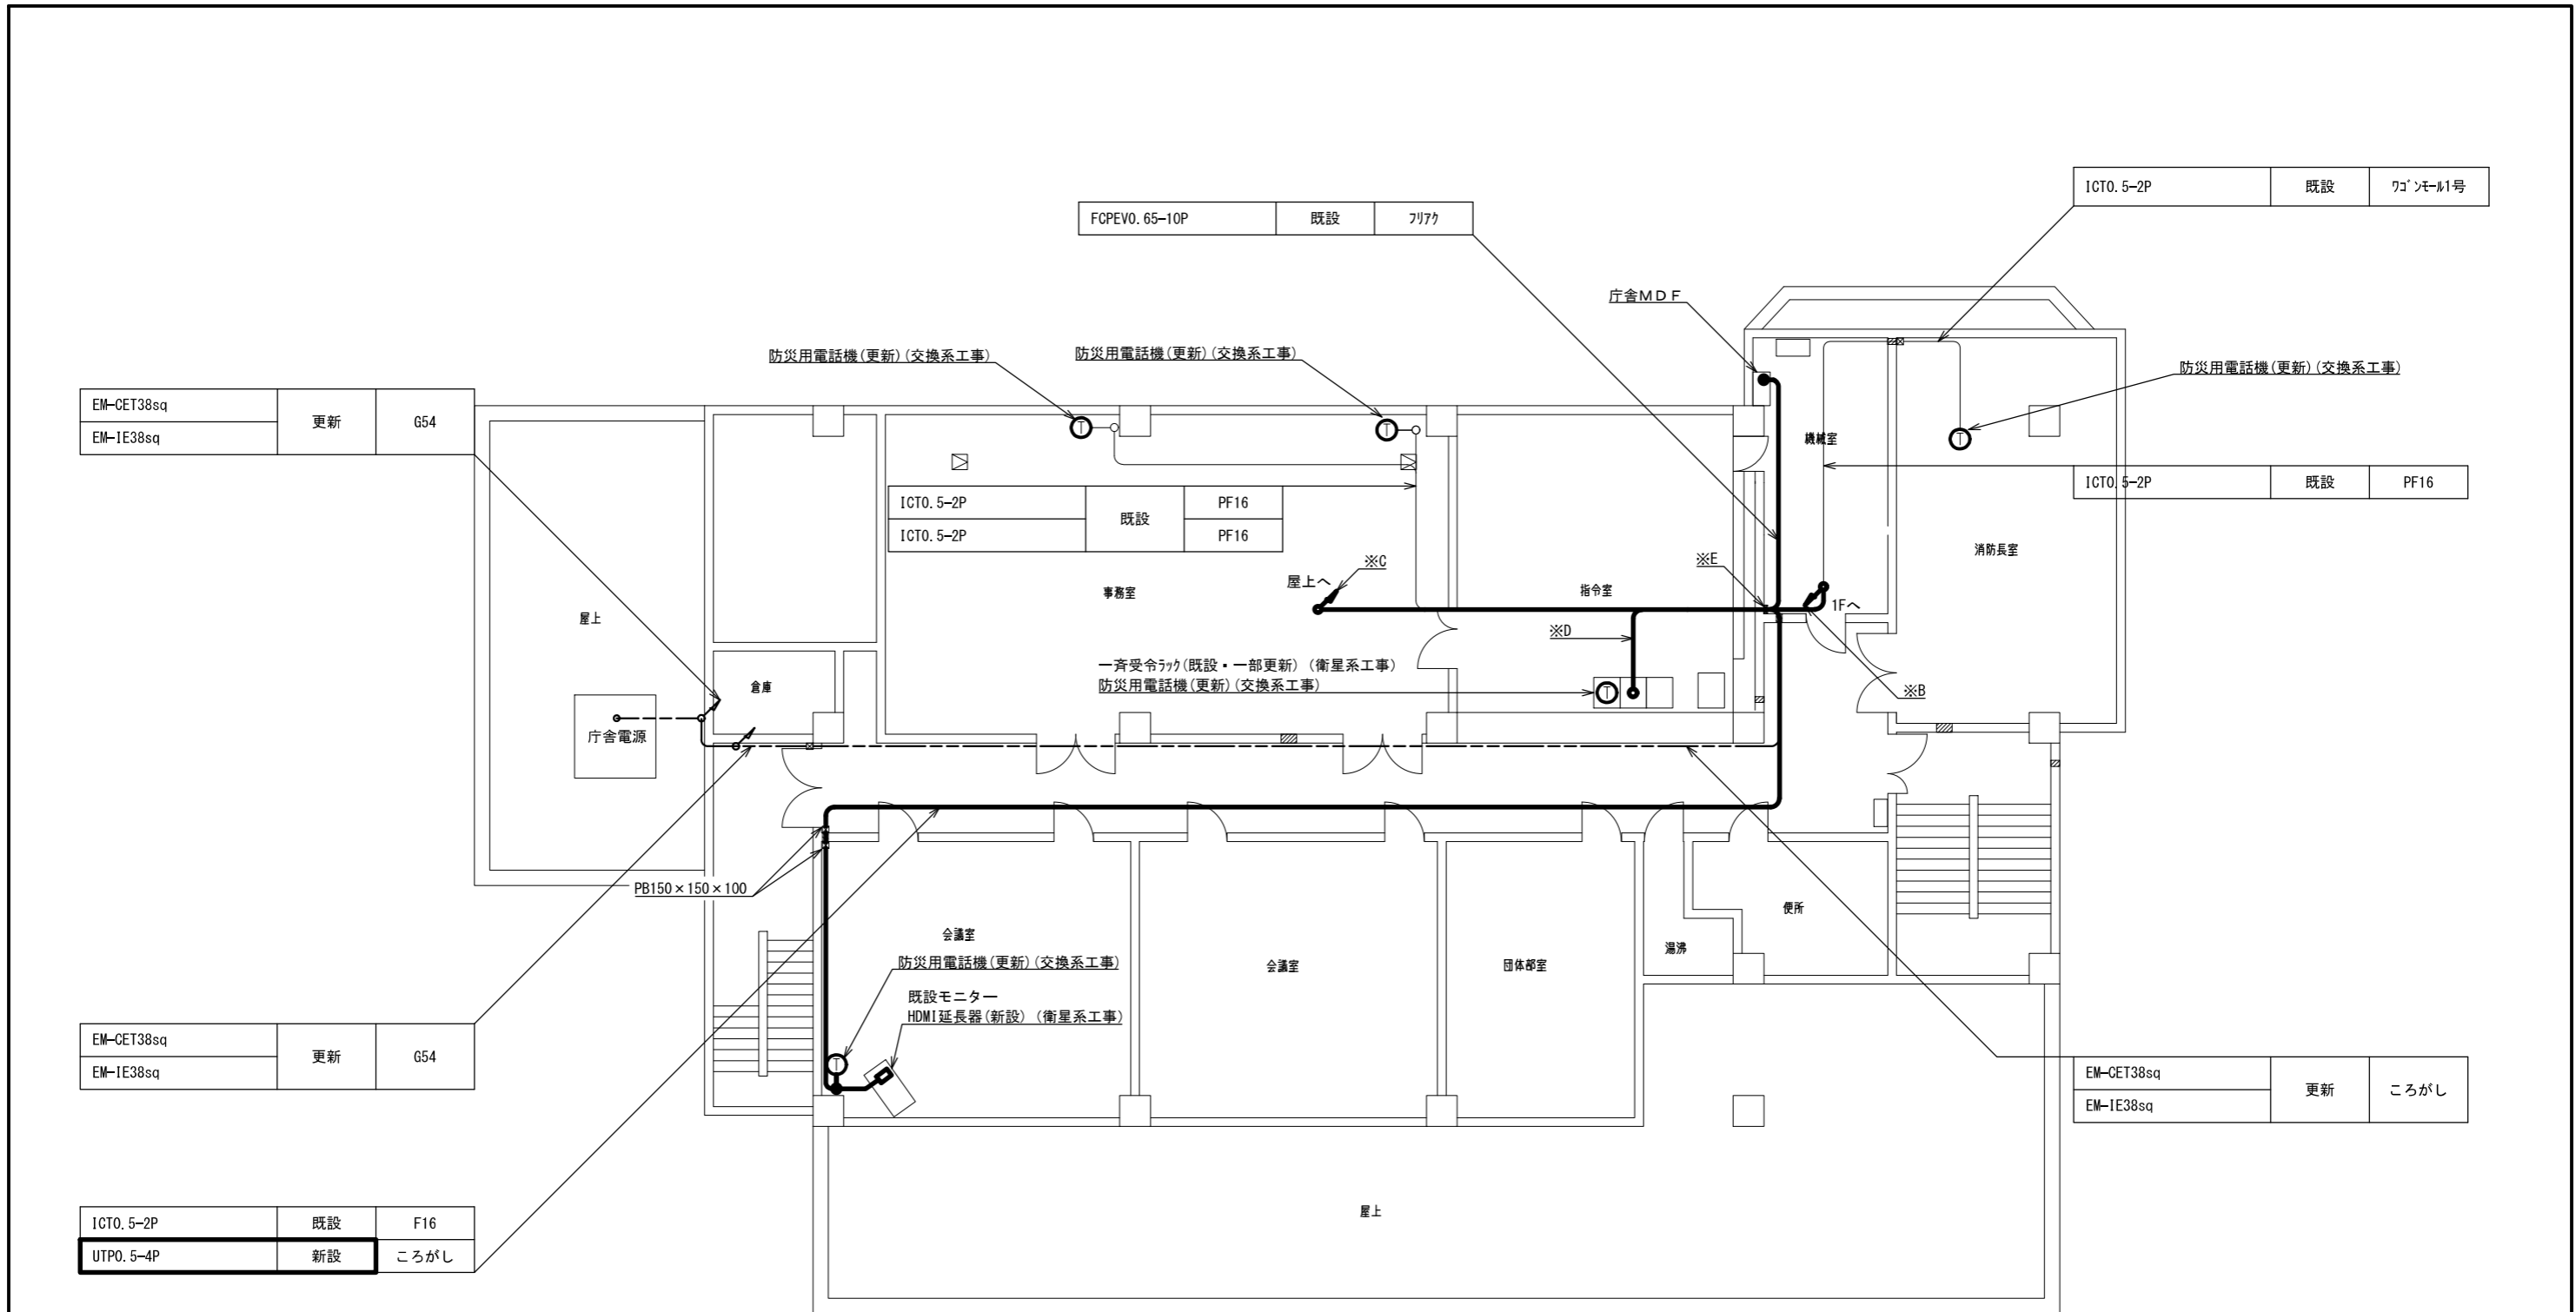 ICT0.5-2P 既設 ﾜｺﾞﾝﾓｰﾙ1号
FCPEV0.65-10P 既設 ﾌﾘｱｸ
庁舎ＭＤＦ
防災用電話機(更新)(交換系工事)
防災用電話機(更新)(交換系工事)
防災用電話機(更新)(交換系工事)
EM-CET38sq 更新 G54
EM-IE38sq
機械室
ICT0.5-2P 既設 PF16
ICT0.5-2P 既設 PF16
ICT0.5-2P PF16
消防長室
※C
※E
屋上へ
事務室
指令室
1Fへ
屋上
※D
一斉受令ﾗｯｸ(既設・一部更新)（衛星系工事）
防災用電話機(更新)(交換系工事)
倉庫
※B
庁舎電源
PB150×150×100
会議室
会議室
団体部室
湯沸
便所
防災用電話機(更新)(交換系工事)
既設モニター
HDMI延長器(新設)（衛星系工事）
EM-CET38sq 更新 G54
EM-IE38sq
EM-CET38sq 更新 ころがし
EM-IE38sq
ICT0.5-2P 既設 F16
UTP0.5-4P 新設 ころがし
屋上
T
T
T
T
T